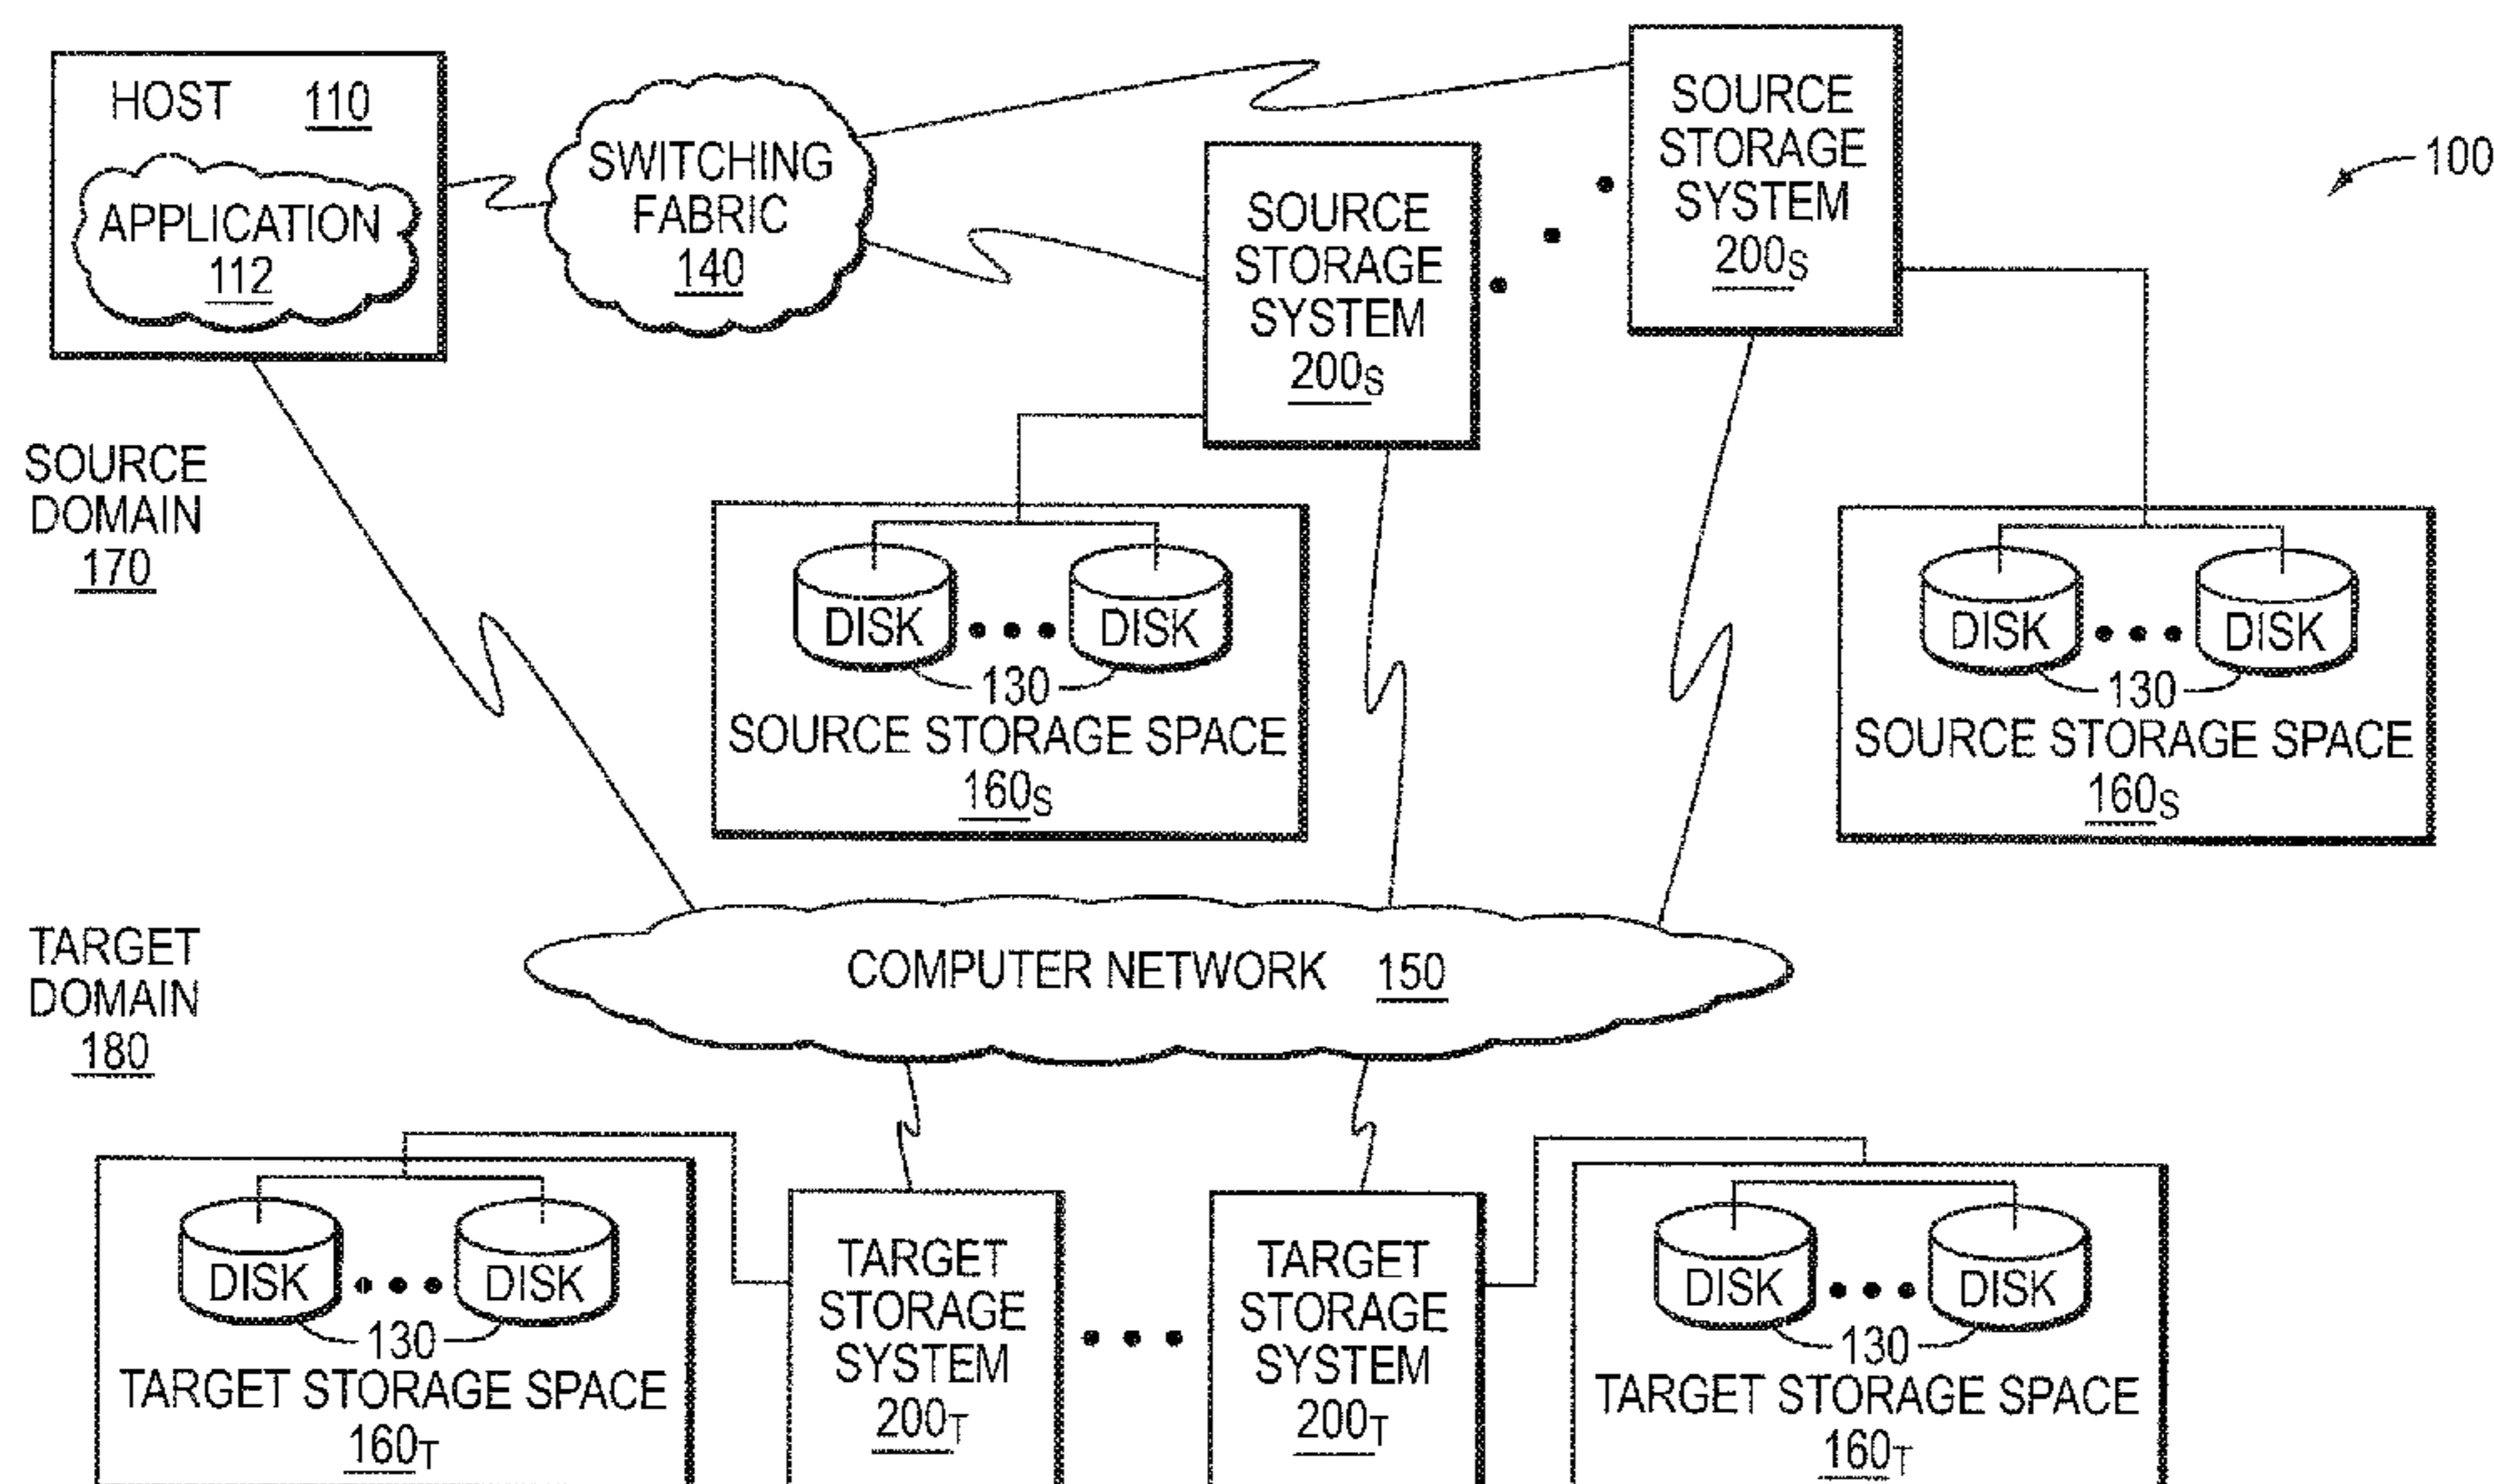 HOST 110
APPLICATION
112
SWITCHING
FABRIC
140
SOURCE
STORAGE
SYSTEM
200S
SOURCE
STORAGE
SYSTEM
200S
100
SOURCE
DOMAIN
170
DISK
DISK
130
SOURCE STORAGE SPACE
160S
DISK
DISK
130
SOURCE STORAGE SPACE
160S
COMPUTER NETWORK 150
TARGET
DOMAIN
180
DISK
DISK
130
TARGET STORAGE SPACE
160T
TARGET
STORAGE
SYSTEM
200T
TARGET
STORAGE
SYSTEM
200T
DISK
DISK
130
TARGET STORAGE SPACE
160T